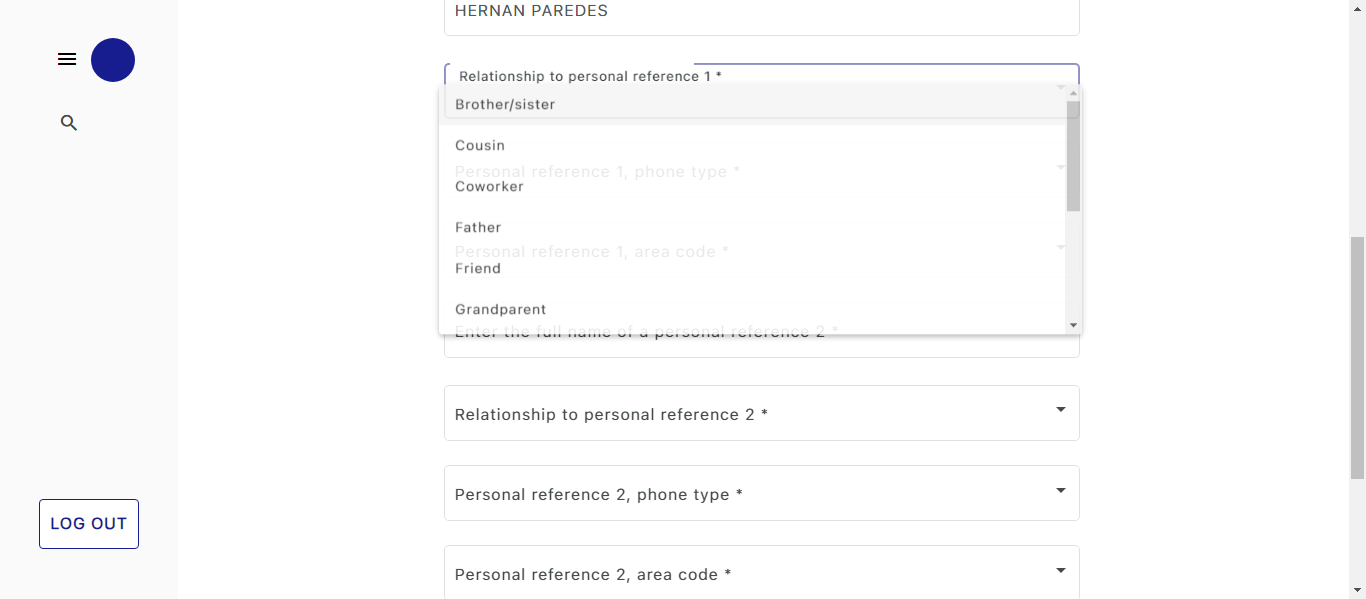 HERNAN PAREDES
Relationship to personal reference 1 *
Brother/sister
Cousin
Personal reference 1, phone type *
Coworker
Father
Personal reference 1, area code *
Friend
Grandparent
Enter the full name of a personal reference 2 *
Relationship to personal reference 2 *
Personal reference 2, phone type *
Personal reference 2, area code *
LOG OUT